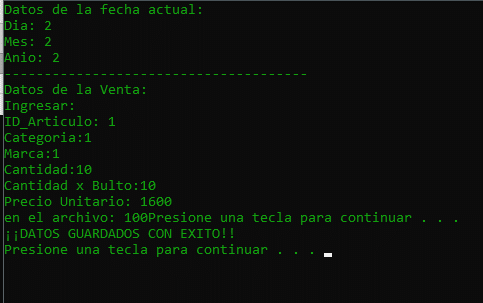 Datos de la fecha actual:
Dia: 2
Mes: 2
Anio: 2
--------------------------------------
Datos de la Venta:
Ingresar:
ID_Articulo: 1
Categoria:1
Marca:1
Cantidad:10
Cantidad x Bulto:10
Precio Unitario: 1600
en el archivo: 100Presione una tecla para continuar . . .
¡¡DATOS GUARDADOS CON EXITO!!
Presione una tecla para continuar . . .